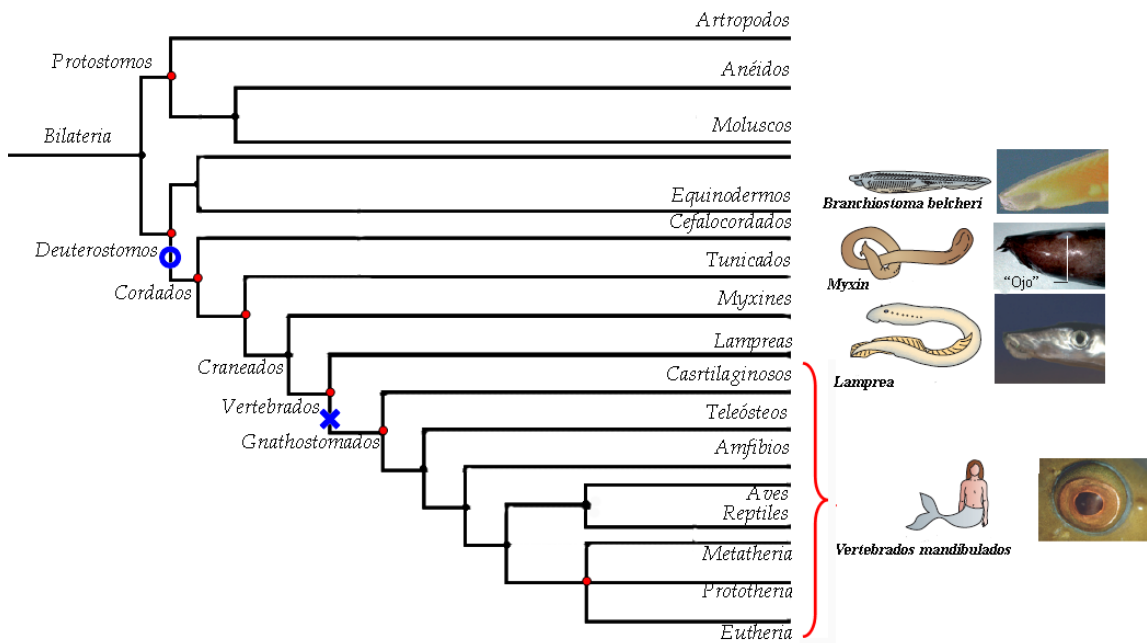 Artropodos
Protostomos
Anéidos
Bilateria
Moluscos
Equinodermos
Cefalocordados
Deuterostomos
Tunicados
Cordados
Myxines
Lampreas
Craneados
Casrtilaginosos
Vertebrados
Teleósteos
Gnathostomados
Amfibios
Aves
Reptiles
Metatheria
Prototheria
Eutheria
Branchiostoma belcheri
Myxin
“Ojo”
Lamprea
Vertebrados mandibulados